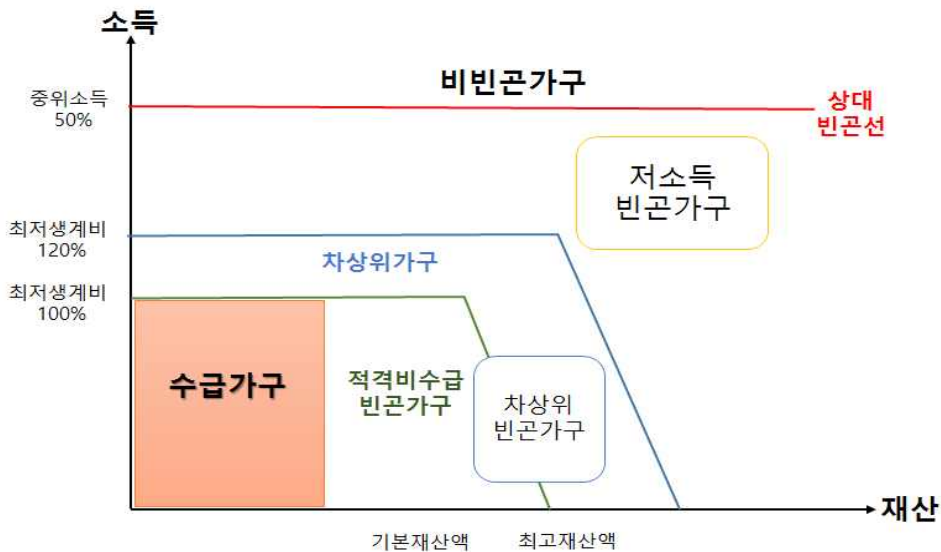 소득
비빈곤가구
중위소득
50%
상대
빈곤선
저소득
빈곤가구
최저생계비
120%
차상위가구
최저생계비
100%
수급가구
적격비수급
빈곤가구
차상위
빈곤가구
재산
기본재산액
최고재산액